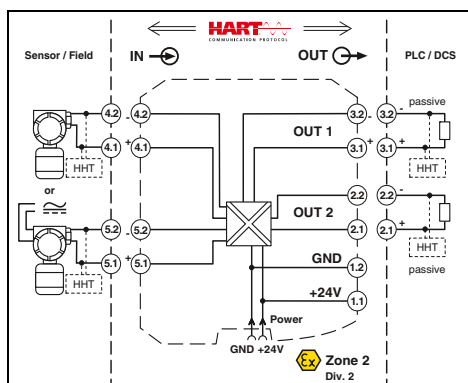 HART
COMMUNICATION PROTOCOL
Sensor / Field
IN
OUT
PLC / DCS
4.2
4.2
-
3.2
-
3.2
-
passive
OUT 1
4.1
+
4.1
3.1
+
3.1
+
HHT
HHT
or
2.2
2.2
-
OUT 2
5.2
-
5.2
2.1
2.1
+
HHT
5.1
+
5.1
GND
1.2
passive
HHT
+24V
1.1
Power
GND +24V
Ex
Zone 2
Div. 2